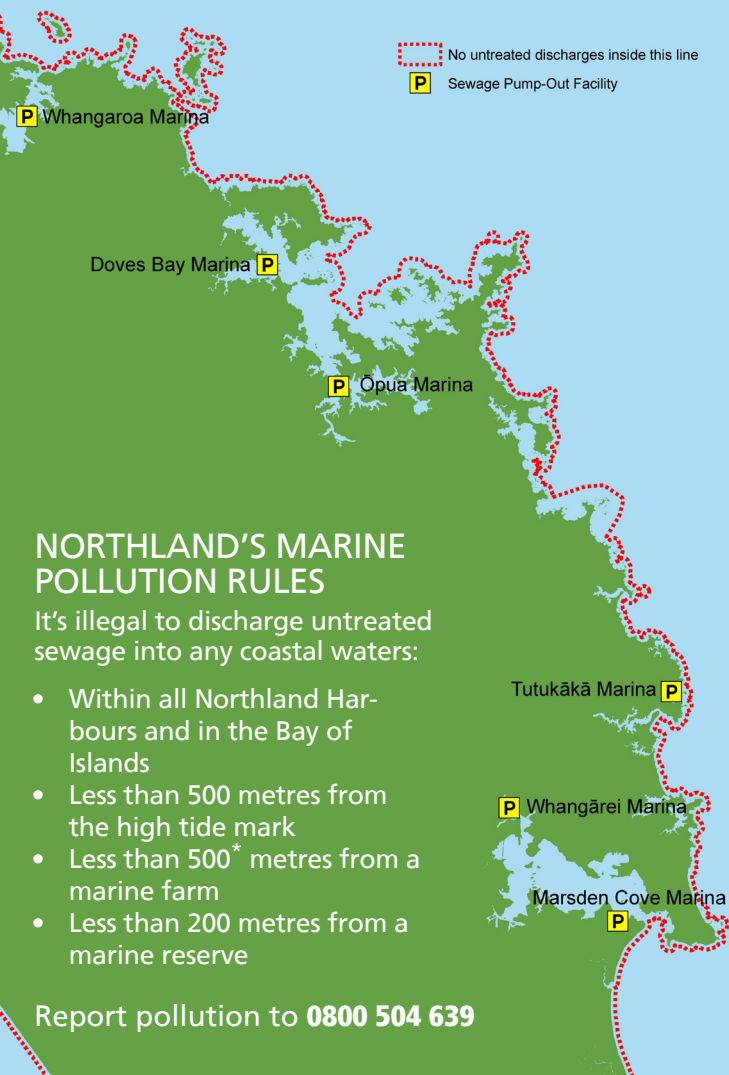 No untreated discharges inside this line
P Sewage Pump-Out Facility
P Whangaroa Marina
Doves Bay Marina P
P Ōpua Marina
NORTHLAND’S MARINE
POLLUTION RULES
It’s illegal to discharge untreated
sewage into any coastal waters:
• Within all Northland Har-
bours and in the Bay of
Islands
• Less than 500 metres from
the high tide mark
• Less than 500* metres from a
marine farm
• Less than 200 metres from a
marine reserve
Report pollution to 0800 504 639
Tutukākā Marina P
P Whangārei Marina
Marsden Cove Marina
P